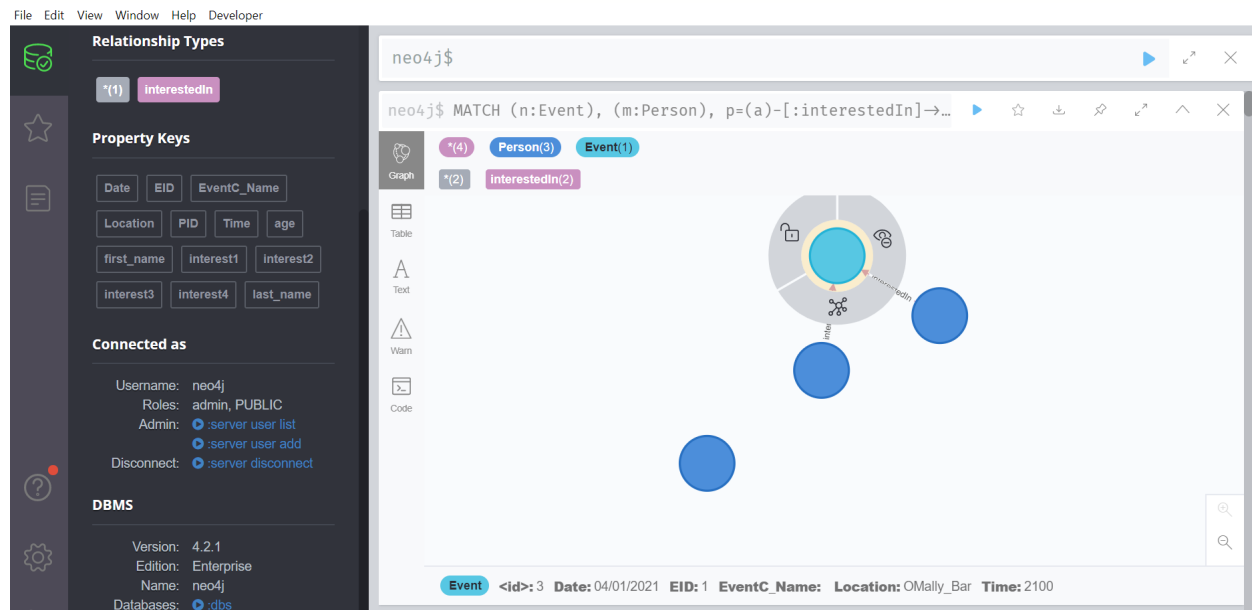 File Edit View Window Help Developer
Relationship Types
*(1) interestedIn
Property Keys
Date EID EventC_Name
Location PID Time age
first_name interest1 interest2
interest3 interest4 last_name
Connected as
Username: neo4j
Roles: admin, PUBLIC
Admin: :server user list
:server user add
Disconnect: :server disconnect
DBMS
Version: 4.2.1
Edition: Enterprise
Name: neo4j
Databases: :dbs
neo4j$
neo4j$ MATCH (n:Event), (m:Person), p=(a)-[:interestedIn]→…
*(4) Person(3) Event(1)
*(2) interestedIn(2)
Graph
Table
A
Text
Warn
Code
interestedIn
inter
Event <id>: 3 Date: 04/01/2021 EID: 1 EventC_Name: Location: OMally_Bar Time: 2100